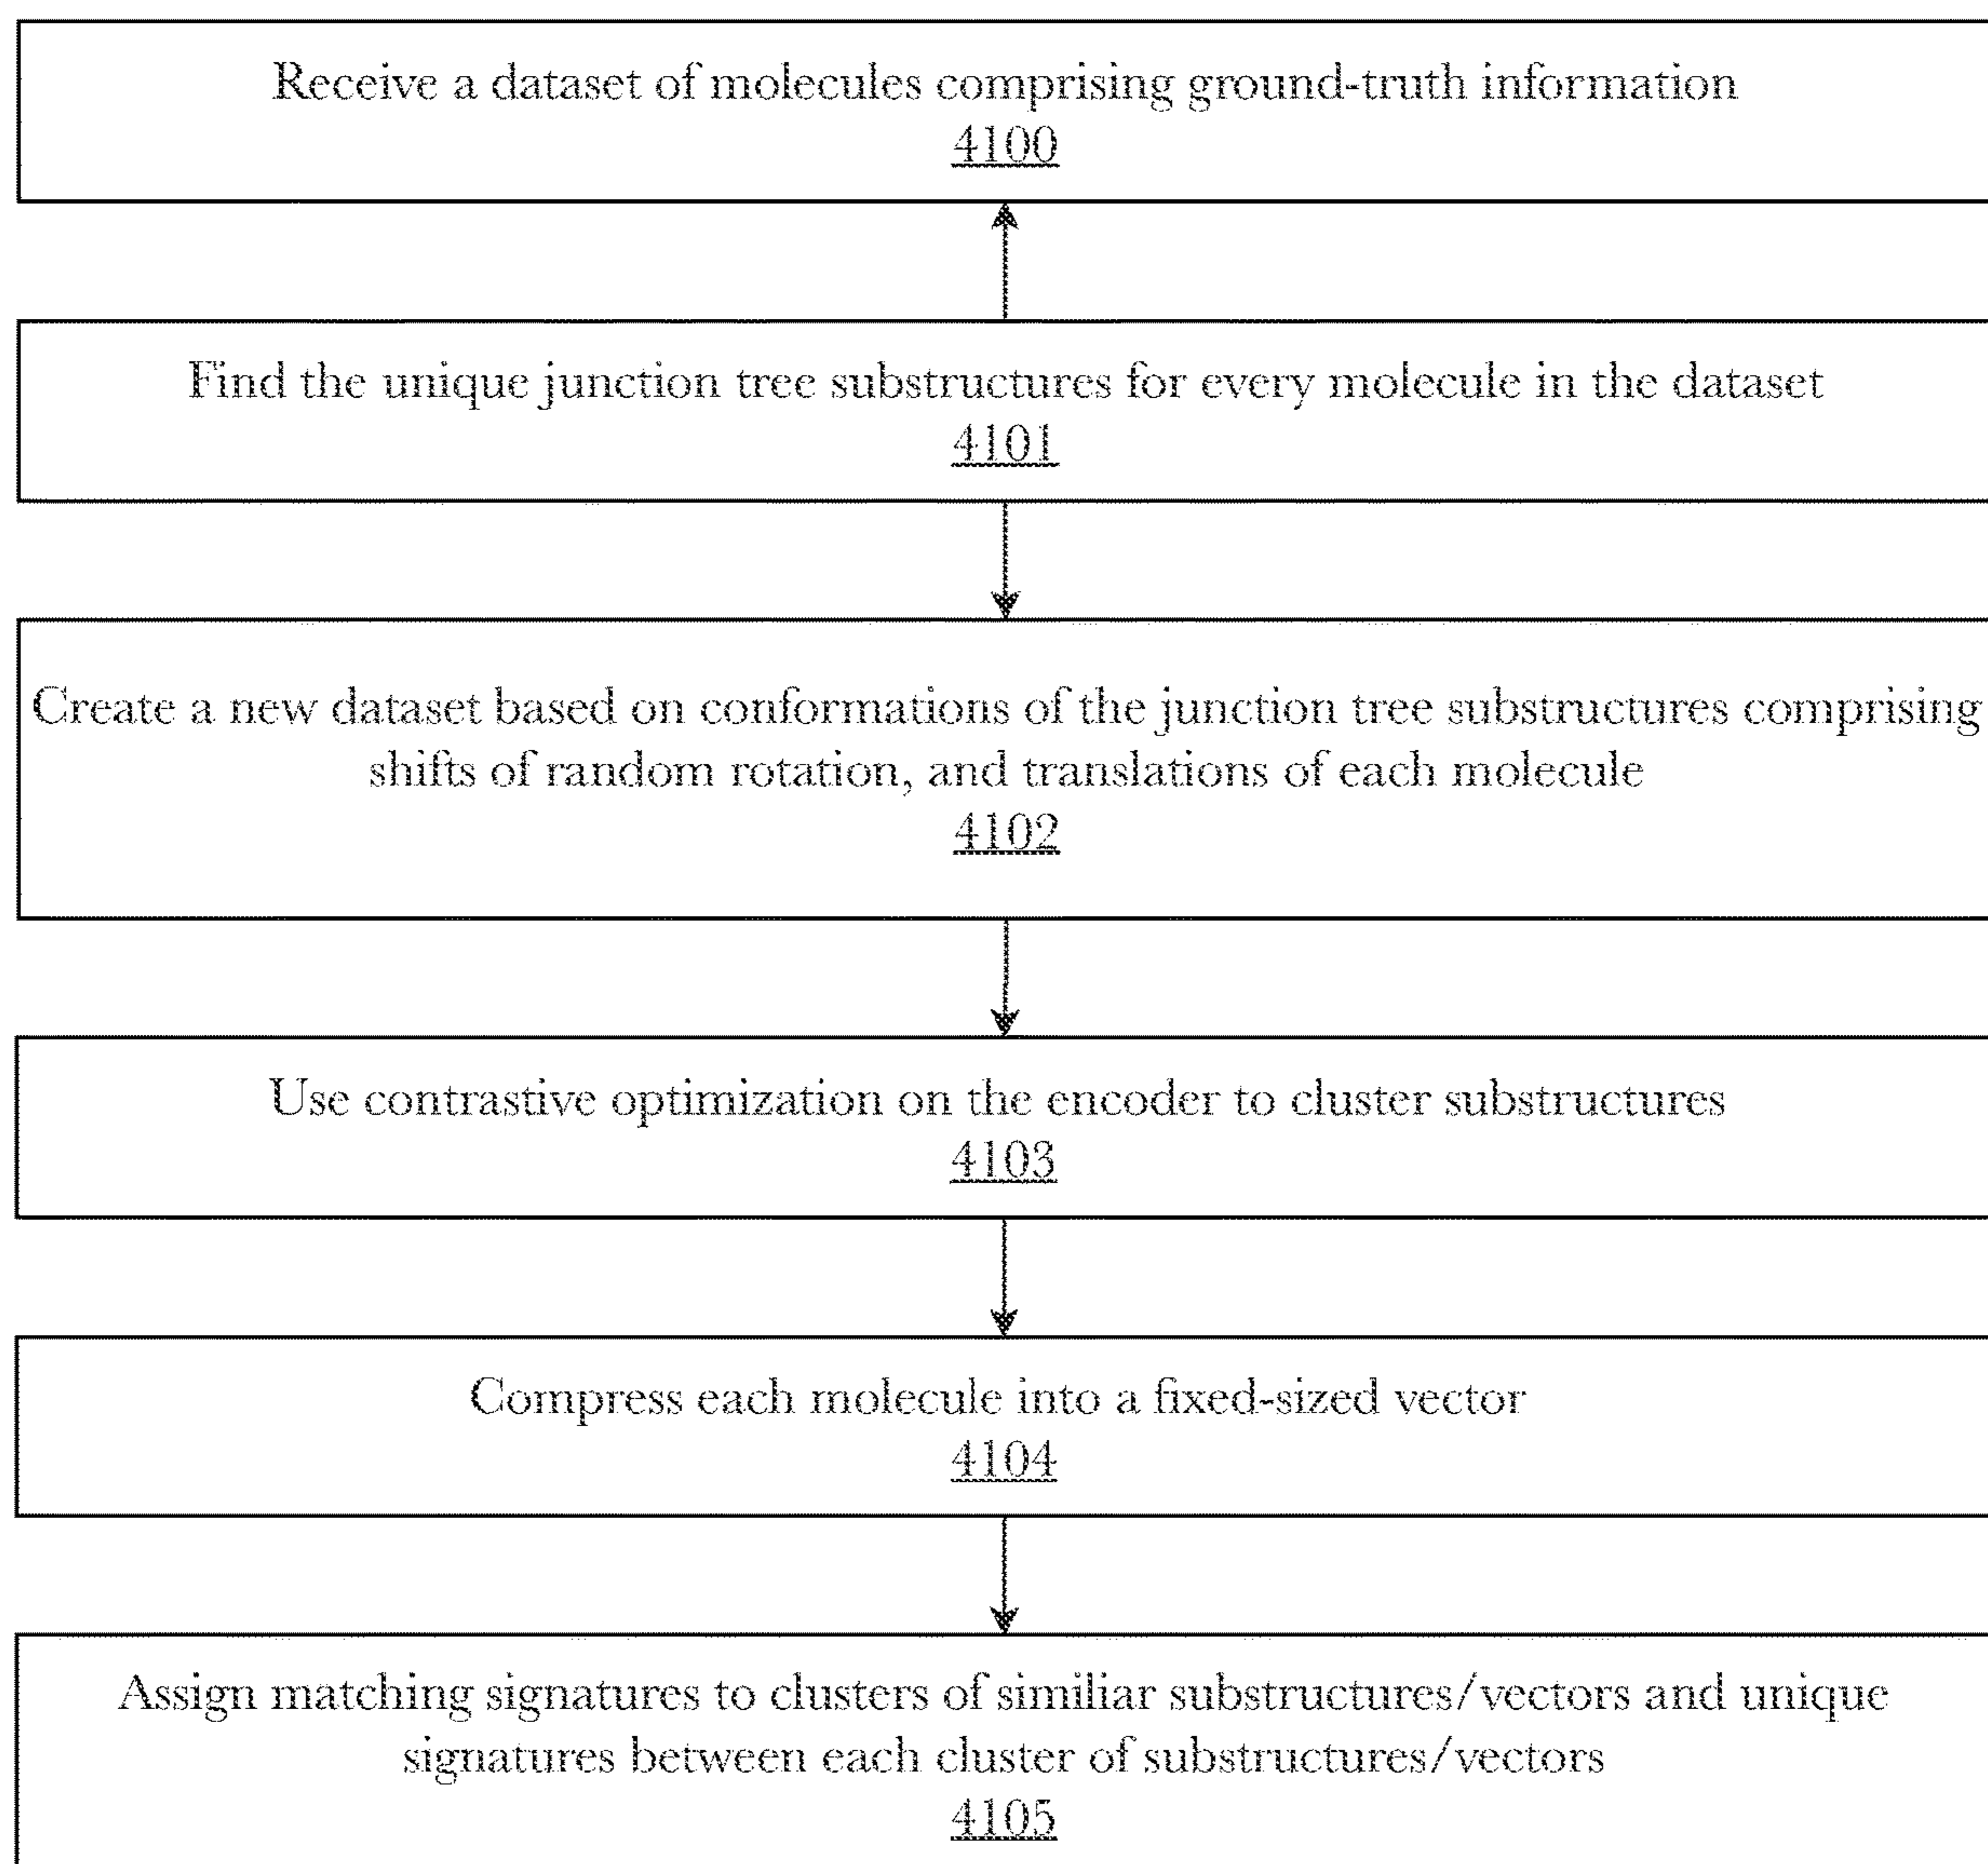 Receive a dataset of molecules comprising ground-truth information
4100
Find the unique junction tree substructures for every molecule in the dataset
4101
Create a new dataset based on conformations of the junction tree substructures comprising
shifts of random rotation, and translations of each molecule
4102
Use contrastive optimization on the encoder to cluster substructures
4103
Compress each molecule into a fixed-sized vector
4104
Assign matching signatures to clusters of similiar substructures/vectors and unique
signatures between each cluster of substructures/vectors
4105